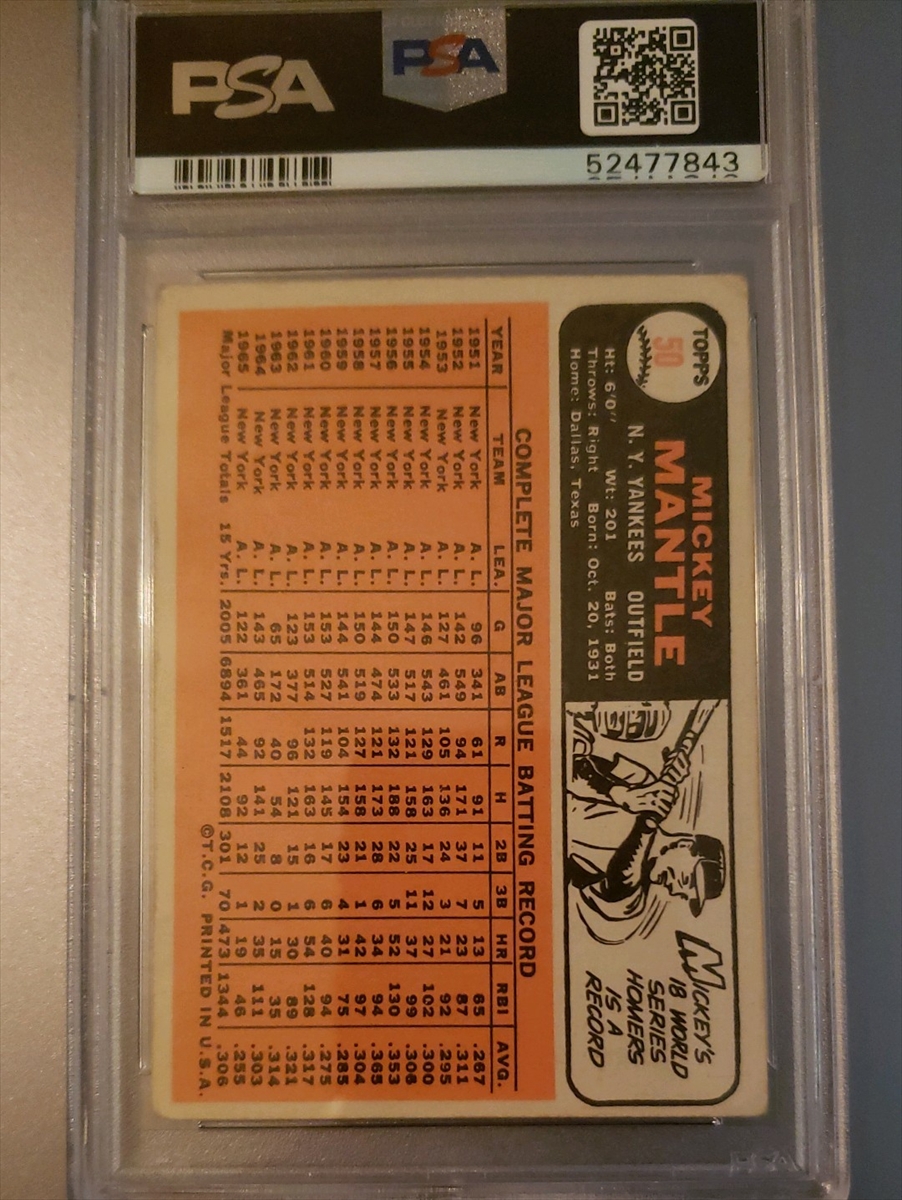 PSA
PSA
52477843
TOPPS
50
MICKEY
MANTLE
N. Y. YANKEES OUTFIELD
Ht: 6'0" Wt: 201 Bats: Both
Throws: Right Born: Oct. 20, 1931
Home: Dallas, Texas
MICKEY'S
18 WORLD
SERIES
HOMERS
IS A
RECORD
COMPLETE MAJOR LEAGUE BATTING RECORD
YEAR TEAM LEA. G AB R H 2B 3B HR RBI AVG.
1951 New York A. L. 96 341 61 91 11 5 13 65 .267
1952 New York A. L. 142 549 94 171 37 7 23 87 .311
1953 New York A. L. 127 461 105 136 24 3 21 92 .295
1954 New York A. L. 146 543 129 163 17 12 27 102 .300
1955 New York A. L. 147 517 121 158 25 11 37 99 .306
1956 New York A. L. 150 533 132 188 22 5 52 130 .353
1957 New York A. L. 144 474 121 173 28 6 34 94 .365
1958 New York A. L. 150 519 127 158 21 1 42 97 .304
1959 New York A. L. 144 541 104 154 23 4 31 75 .285
1960 New York A. L. 153 527 119 145 17 6 40 94 .275
1961 New York A. L. 153 514 132 163 16 6 54 128 .317
1962 New York A. L. 123 377 96 121 15 1 30 89 .321
1963 New York A. L. 65 172 40 54 8 0 15 35 .314
1964 New York A. L. 143 465 92 141 25 2 35 111 .303
1965 New York A. L. 122 361 44 92 12 1 19 46 .255
Major League Totals 15 Yrs. 2005 6894 1517 2108 301 70 473 1344 .306
©T.C.G. PRINTED IN U.S.A.